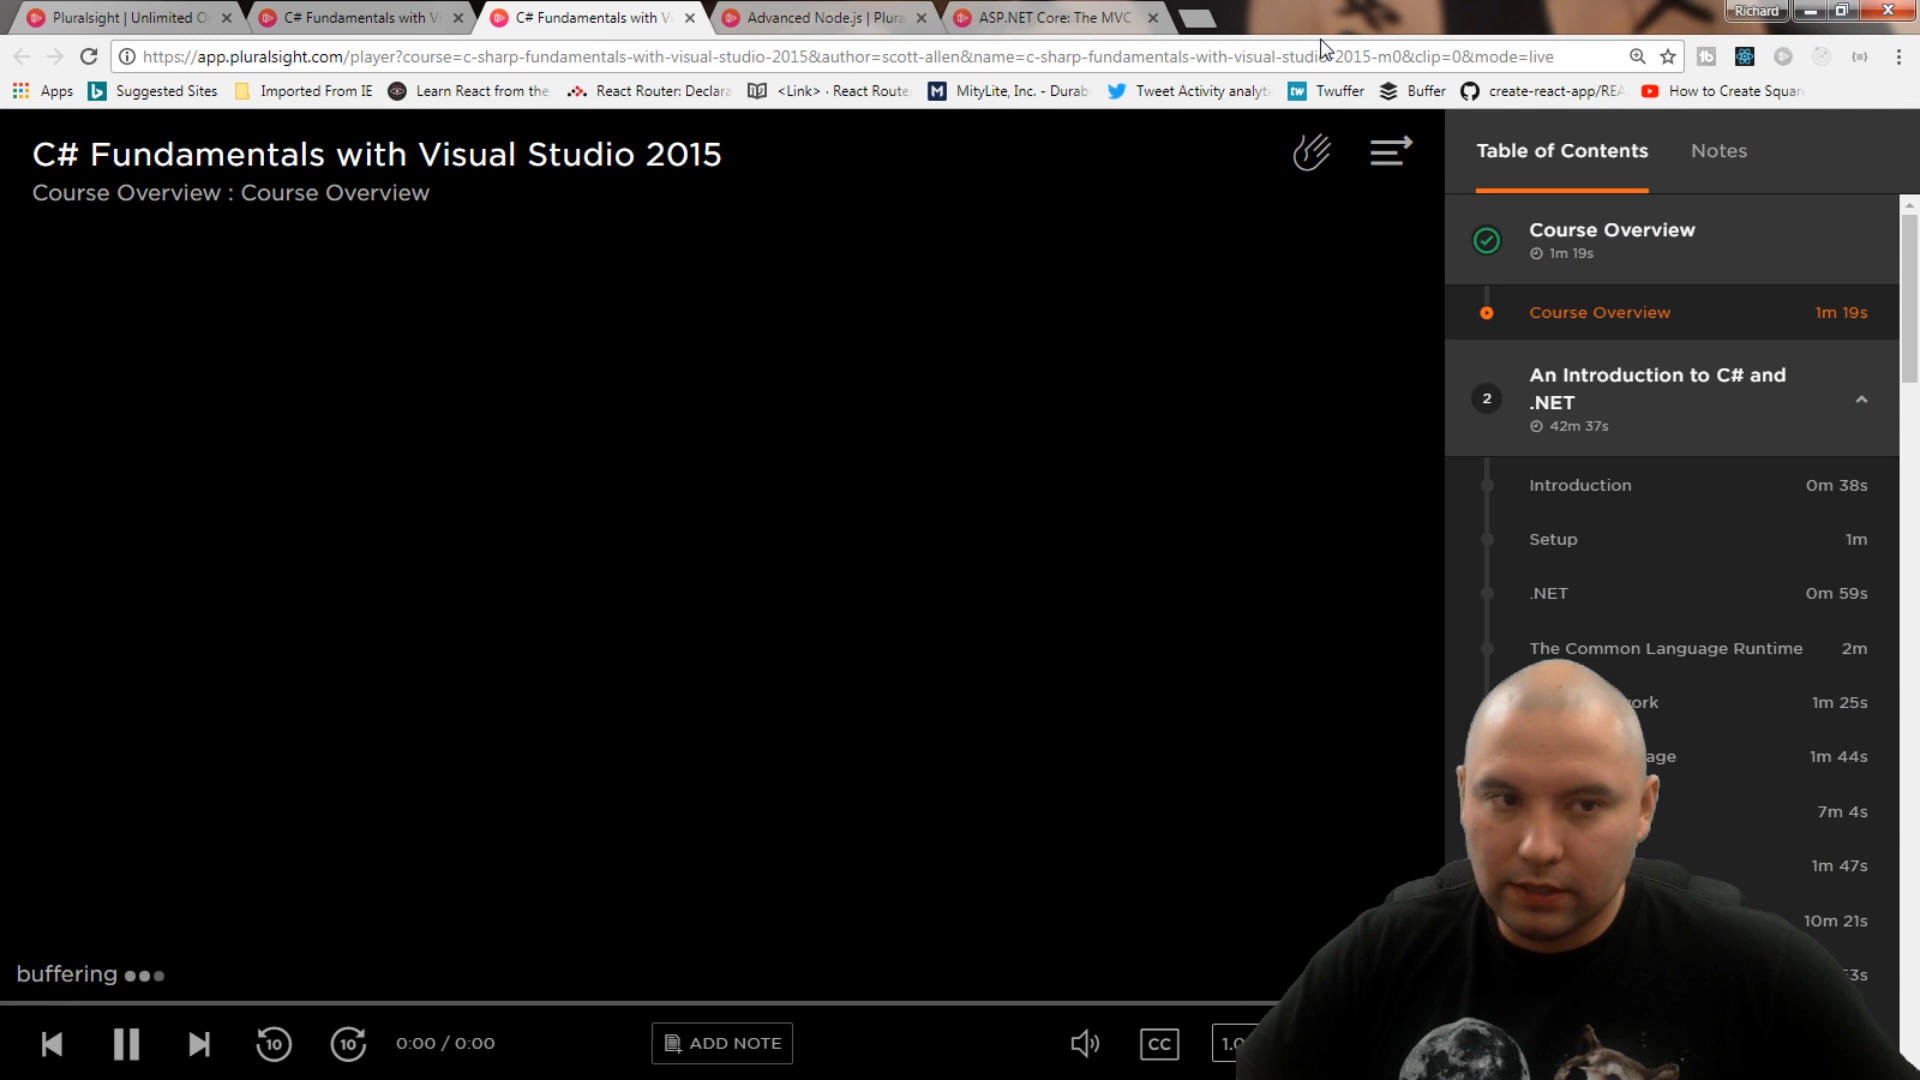 Pluralsight | Unlimited O
C# Fundamentals with V
C# Fundamentals with Vi
Advanced Node.js | Plura
ASP.NET Core: The MVC
Richard
https://app.pluralsight.com/player?course=c-sharp-fundamentals-with-visual-studio-2015&author=scott-allen&name=c-sharp-fundamentals-with-visual-studio-2015-m0&clip=0&mode=live
Apps
Suggested Sites
Imported From IE
Learn React from the
React Router: Declara
<Link> · React Route
MityLite, Inc. - Durab
Tweet Activity analyti
Twuffer
Buffer
create-react-app/REA
How to Create Squar
C# Fundamentals with Visual Studio 2015
Course Overview : Course Overview
Table of Contents
Notes
Course Overview
1m 19s
Course Overview 1m 19s
2
An Introduction to C# and
.NET
42m 37s
Introduction 0m 38s
Setup 1m
.NET 0m 59s
The Common Language Runtime 2m
ork 1m 25s
age 1m 44s
7m 4s
1m 47s
10m 21s
53s
buffering
10
10
0:00 / 0:00
ADD NOTE
CC
1.0